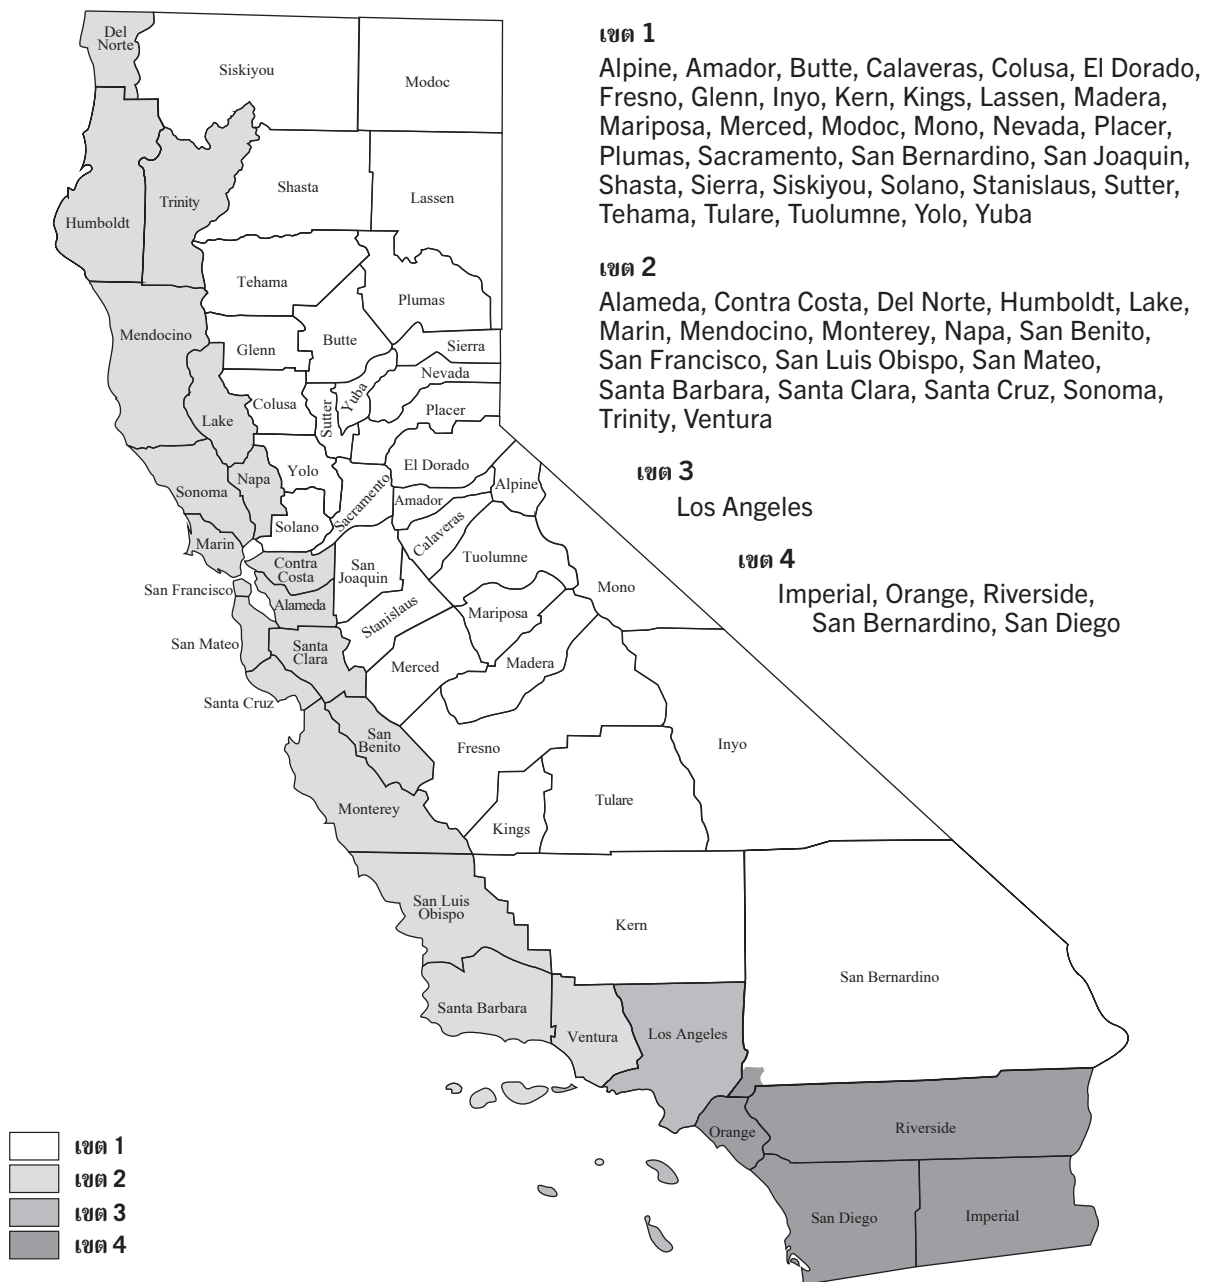 เขต 1
Alpine, Amador, Butte, Calaveras, Colusa, El Dorado,
Fresno, Glenn, Inyo, Kern, Kings, Lassen, Madera,
Mariposa, Merced, Modoc, Mono, Nevada, Placer,
Plumas, Sacramento, San Bernardino, San Joaquin,
Shasta, Sierra, Siskiyou, Solano, Stanislaus, Sutter,
Tehama, Tulare, Tuolumne, Yolo, Yuba
เขต 2
Alameda, Contra Costa, Del Norte, Humboldt, Lake,
Marin, Mendocino, Monterey, Napa, San Benito,
San Francisco, San Luis Obispo, San Mateo,
Santa Barbara, Santa Clara, Santa Cruz, Sonoma,
Trinity, Ventura
เขต 3
Los Angeles
เขต 4
Imperial, Orange, Riverside,
San Bernardino, San Diego
Del
Norte
Siskiyou
Modoc
Humboldt
Trinity
Shasta
Lassen
Tehama
Plumas
Mendocino
Glenn
Butte
Sierra
Nevada
Lake
Colusa
Sutter
Yuba
Placer
Sonoma
Napa
Yolo
Sacramento
El Dorado
Alpine
Amador
Solano
Calaveras
Marin
Contra
Costa
San
Joaquin
Tuolumne
Mono
San Francisco
Alameda
Stanislaus
Mariposa
San Mateo
Santa
Clara
Merced
Madera
Santa Cruz
San
Benito
Fresno
Inyo
Monterey
Kings
Tulare
San Luis
Obispo
Kern
San Bernardino
Santa Barbara
Ventura
Los Angeles
Orange
Riverside
San Diego
Imperial
เขต 1
เขต 2
เขต 3
เขต 4